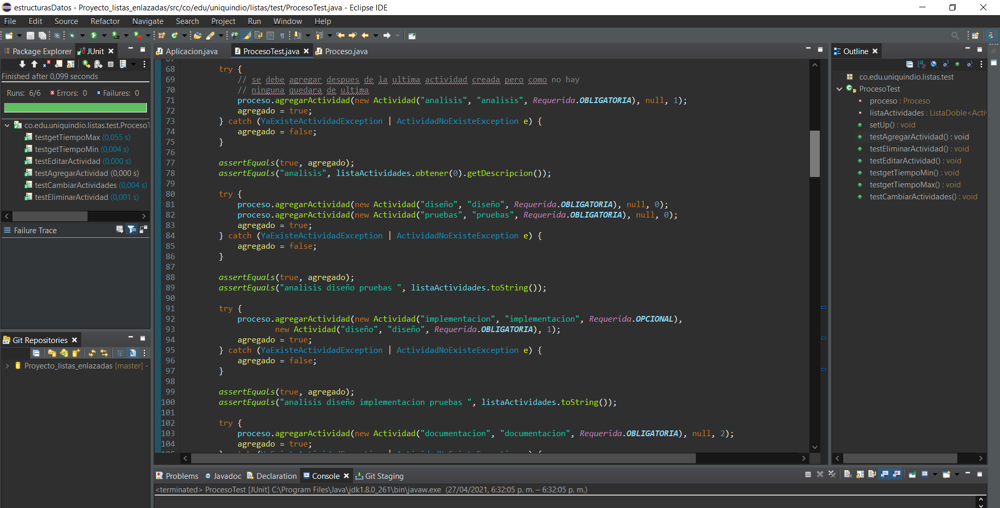 estructurasDatos - Proyecto_listas_enlazadas/src/co/edu/uniquindio/listas/test/ProcesoTest.java - Eclipse IDE
File Edit Source Refactor Navigate Search Project Run Window Help
Package Explorer JUnit
Finished after 0,099 seconds
Runs: 6/6 Errors: 0 Failures: 0
co.edu.uniquindio.listas.test.ProcesoT
testgetTiempoMax (0,055 s)
testgetTiempoMin (0,004 s)
testEditarActividad (0,000 s)
testAgregarActividad (0,000 s)
testCambiarActividades (0,004 s)
testEliminarActividad (0,001 s)
Failure Trace
Git Repositories
Proyecto_listas_enlazadas [master] -
Aplicacion.java ProcesoTest.java Proceso.java
68 try {
69 // se debe agregar despues de la ultima actividad creada pero como no hay
70 // ninguna quedara de ultima
71 proceso.agregarActividad(new Actividad("analisis", "analisis", Requerida.OBLIGATORIA), null, 1);
72 agregado = true;
73 } catch (YaExisteActividadException | ActividadNoExisteException e) {
74 agregado = false;
75 }
76
77 assertEquals(true, agregado);
78 assertEquals("analisis", listaActividades.obtener(0).getDescripcion());
79
80 try {
81 proceso.agregarActividad(new Actividad("diseño", "diseño", Requerida.OBLIGATORIA), null, 0);
82 proceso.agregarActividad(new Actividad("pruebas", "pruebas", Requerida.OBLIGATORIA), null, 0);
83 agregado = true;
84 } catch (YaExisteActividadException | ActividadNoExisteException e) {
85 agregado = false;
86 }
87
88 assertEquals(true, agregado);
89 assertEquals("analisis diseño pruebas ", listaActividades.toString());
90
91 try {
92 proceso.agregarActividad(new Actividad("implementacion", "implementacion", Requerida.OPCIONAL),
93 new Actividad("diseño", "diseño", Requerida.OBLIGATORIA), 1);
94 agregado = true;
95 } catch (YaExisteActividadException | ActividadNoExisteException e) {
96 agregado = false;
97 }
98
99 assertEquals(true, agregado);
100 assertEquals("analisis diseño implementacion pruebas ", listaActividades.toString());
101
102 try {
103 proceso.agregarActividad(new Actividad("documentacion", "documentacion", Requerida.OBLIGATORIA), null, 2);
104 agregado = true;
Outline
co.edu.uniquindio.listas.test
ProcesoTest
proceso : Proceso
listaActividades : ListaDoble<Activ
setUp() : void
testAgregarActividad() : void
testEliminarActividad() : void
testEditarActividad() : void
testgetTiempoMin() : void
testgetTiempoMax() : void
testCambiarActividades() : void
Problems Javadoc Declaration Console Git Staging
<terminated> ProcesoTest [JUnit] C:\Program Files\Java\jdk1.8.0_261\bin\javaw.exe (27/04/2021, 6:32:05 p. m. – 6:32:05 p. m.)